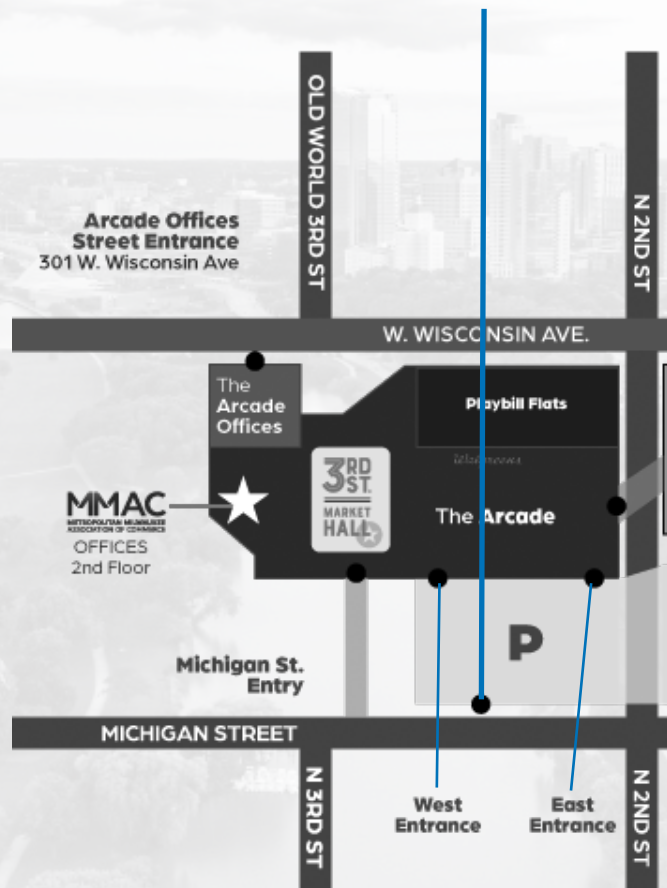 OLD WORLD 3RD ST
N 2ND ST
Arcade Offices
Street Entrance
301 W. Wisconsin Ave
W. WISCONSIN AVE.
The
Arcade
Offices
Playbill Flats
Walgreens
3RD
ST.
MARKET
HALL
The Arcade
MMAC
METROPOLITAN MILWAUKEE
ASSOCIATION OF COMMERCE
OFFICES
2nd Floor
P
Michigan St.
Entry
MICHIGAN STREET
N 3RD ST
West
Entrance
East
Entrance
N 2ND ST